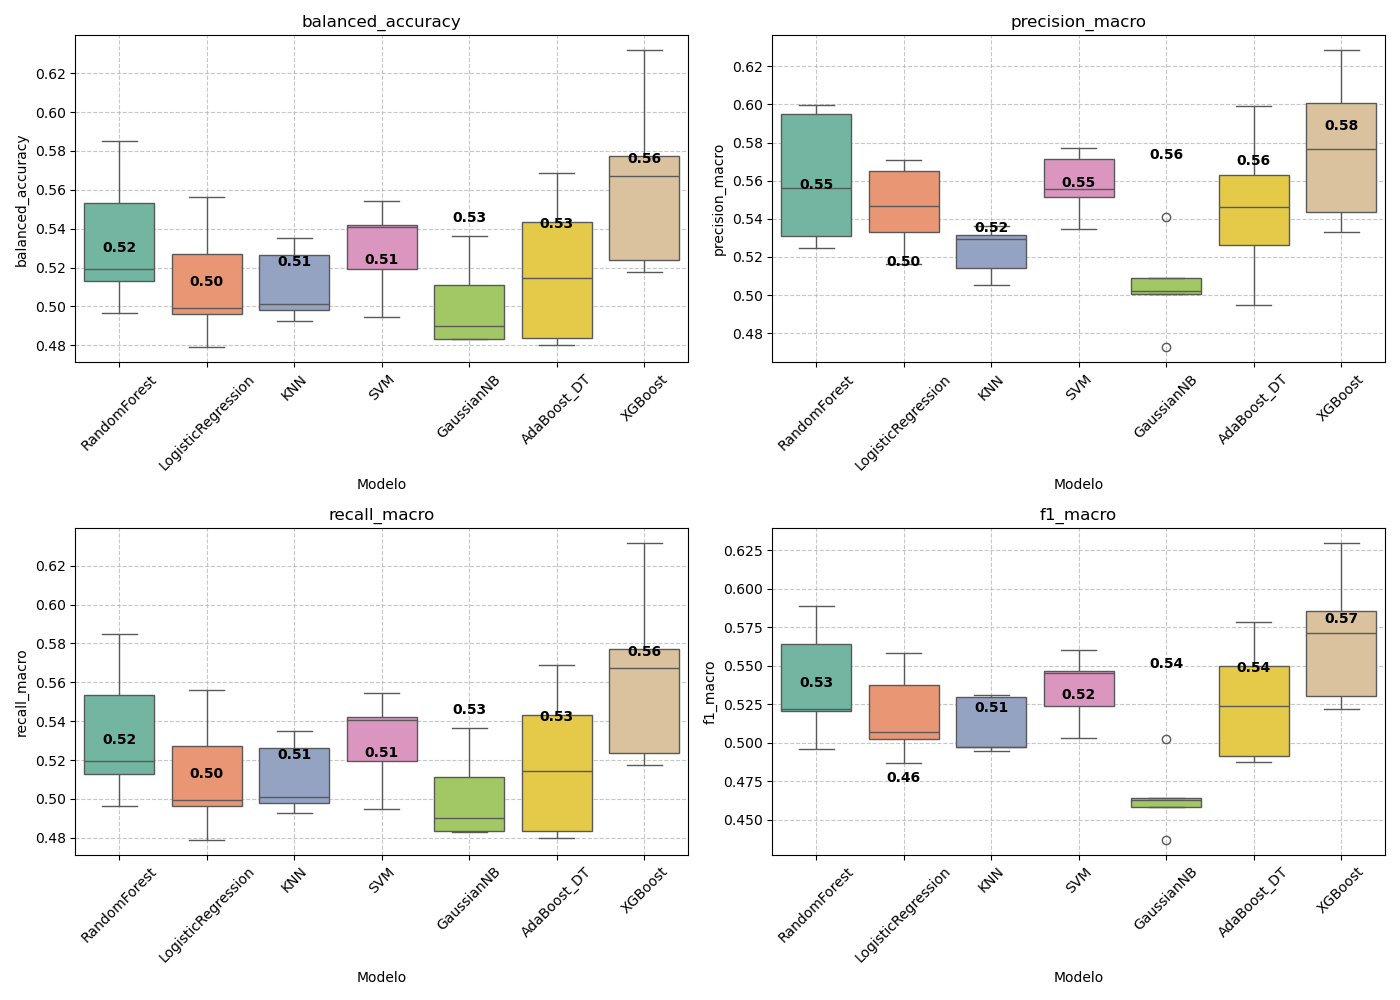 balanced_accuracy
balanced_accuracy
0.62
0.60
0.58
0.56
0.54
0.52
0.50
0.48
0.52
0.50
0.51
0.51
0.53
0.53
0.56
RandomForest
LogisticRegression
KNN
SVM
GaussianNB
AdaBoost_DT
XGBoost
Modelo
precision_macro
precision_macro
0.62
0.60
0.58
0.56
0.54
0.52
0.50
0.48
0.55
0.50
0.52
0.55
0.56
0.56
0.58
RandomForest
LogisticRegression
KNN
SVM
GaussianNB
AdaBoost_DT
XGBoost
Modelo
recall_macro
recall_macro
0.62
0.60
0.58
0.56
0.54
0.52
0.50
0.48
0.52
0.50
0.51
0.51
0.53
0.53
0.56
RandomForest
LogisticRegression
KNN
SVM
GaussianNB
AdaBoost_DT
XGBoost
Modelo
f1_macro
f1_macro
0.625
0.600
0.575
0.550
0.525
0.500
0.475
0.450
0.53
0.46
0.51
0.52
0.54
0.54
0.57
RandomForest
LogisticRegression
KNN
SVM
GaussianNB
AdaBoost_DT
XGBoost
Modelo